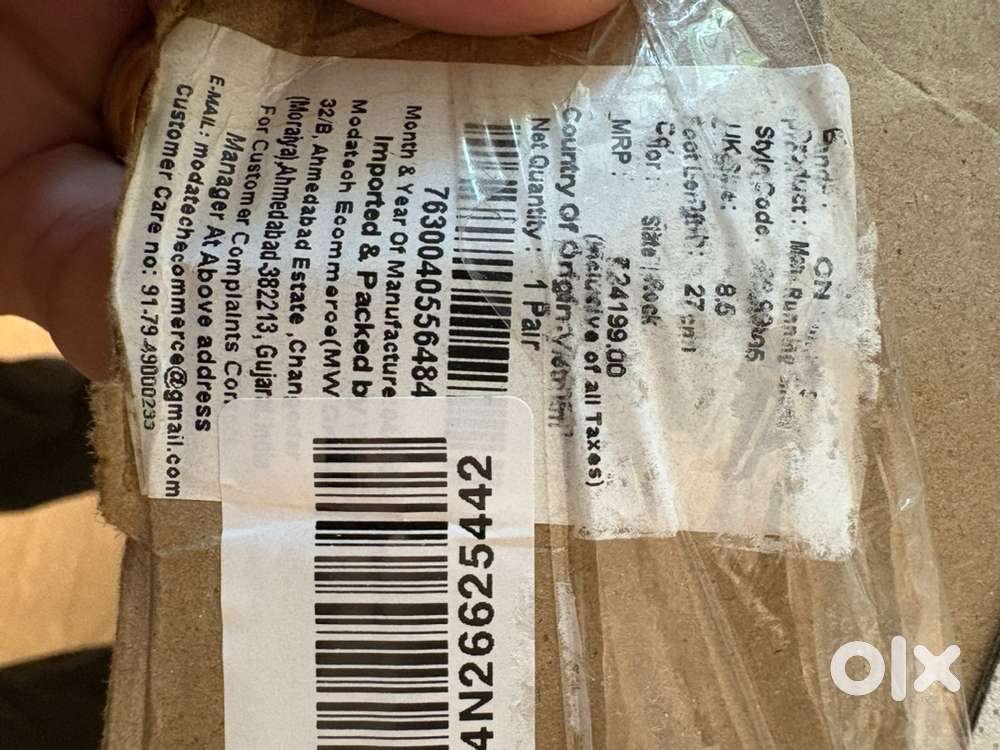 Brand : ON
Product : Men Running
Style Code.
UK Size: 8.5
Foot Length: 27 cm
Color : Slate | Rock
MRP : ₹24199.00
(Inclusive of all Taxes)
Country Of Origin: Vietnam
Net Quantity : 1 Pair
7630040556484
Month & Year Of Manufacture
Imported & Packed b
Modatech Ecommerce(MW
32/B, Ahmedabad Estate ,Chan
(Moraiya),Ahmedabad-382213, Gujar
For Customer Complaints Con
Manager At Above address
E-MAIL: modatechecommerce@gmail.com
Customer Care no: 91.79.49000233
4N26625442
olx